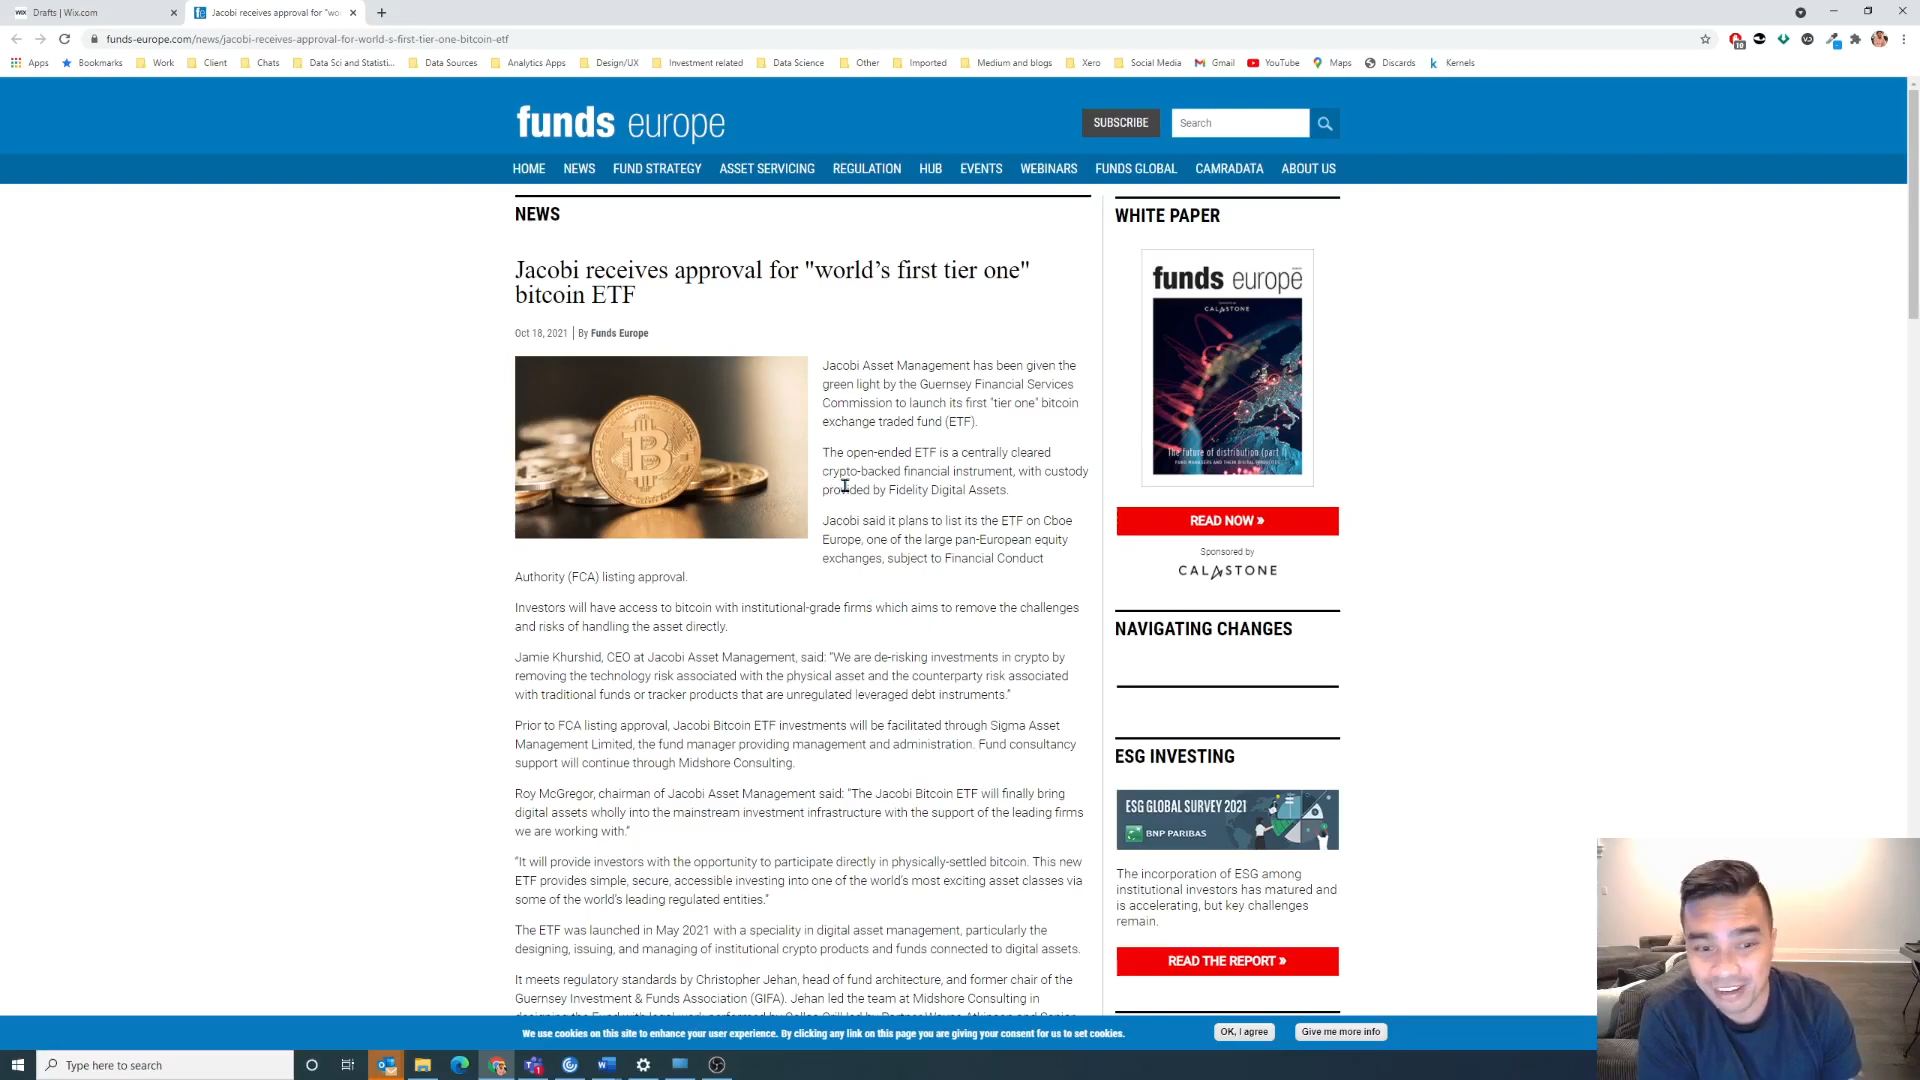 Drafts | Wix.com
Jacobi receives approval for "wo
funds-europe.com/news/jacobi-receives-approval-for-world-s-first-tier-one-bitcoin-etf
Apps Bookmarks Work Client Chats Data Sci and Statisti... Data Sources Analytics Apps Design/UX Investment related Data Science Other Imported Medium and blogs Xero Social Media Gmail YouTube Maps Discards Kernels
funds europe
SUBSCRIBE
Search
HOME NEWS FUND STRATEGY ASSET SERVICING REGULATION HUB EVENTS WEBINARS FUNDS GLOBAL CAMRADATA ABOUT US
NEWS
Jacobi receives approval for "world’s first tier one"
bitcoin ETF
Oct 18, 2021 | By Funds Europe
Jacobi Asset Management has been given the
green light by the Guernsey Financial Services
Commission to launch its first "tier one" bitcoin
exchange traded fund (ETF).
The open-ended ETF is a centrally cleared
crypto-backed financial instrument, with custody
provided by Fidelity Digital Assets.
Jacobi said it plans to list its the ETF on Cboe
Europe, one of the large pan-European equity
exchanges, subject to Financial Conduct
Authority (FCA) listing approval.
Investors will have access to bitcoin with institutional-grade firms which aims to remove the challenges
and risks of handling the asset directly.
Jamie Khurshid, CEO at Jacobi Asset Management, said: “We are de-risking investments in crypto by
removing the technology risk associated with the physical asset and the counterparty risk associated
with traditional funds or tracker products that are unregulated leveraged debt instruments.”
Prior to FCA listing approval, Jacobi Bitcoin ETF investments will be facilitated through Sigma Asset
Management Limited, the fund manager providing management and administration. Fund consultancy
support will continue through Midshore Consulting.
Roy McGregor, chairman of Jacobi Asset Management said: “The Jacobi Bitcoin ETF will finally bring
digital assets wholly into the mainstream investment infrastructure with the support of the leading firms
we are working with.”
“It will provide investors with the opportunity to participate directly in physically-settled bitcoin. This new
ETF provides simple, secure, accessible investing into one of the world’s most exciting asset classes via
some of the world’s leading regulated entities.”
The ETF was launched in May 2021 with a speciality in digital asset management, particularly the
designing, issuing, and managing of institutional crypto products and funds connected to digital assets.
It meets regulatory standards by Christopher Jehan, head of fund architecture, and former chair of the
Guernsey Investment & Funds Association (GIFA). Jehan led the team at Midshore Consulting in
WHITE PAPER
funds europe
CALASTONE
The future of distribution (part I)
READ NOW »
Sponsored by
CALASTONE
NAVIGATING CHANGES
ESG INVESTING
ESG GLOBAL SURVEY 2021
BNP PARIBAS
The incorporation of ESG among
institutional investors has matured and
is accelerating, but key challenges
remain.
READ THE REPORT »
We use cookies on this site to enhance your user experience. By clicking any link on this page you are giving your consent for us to set cookies.
OK, I agree
Give me more info
Type here to search